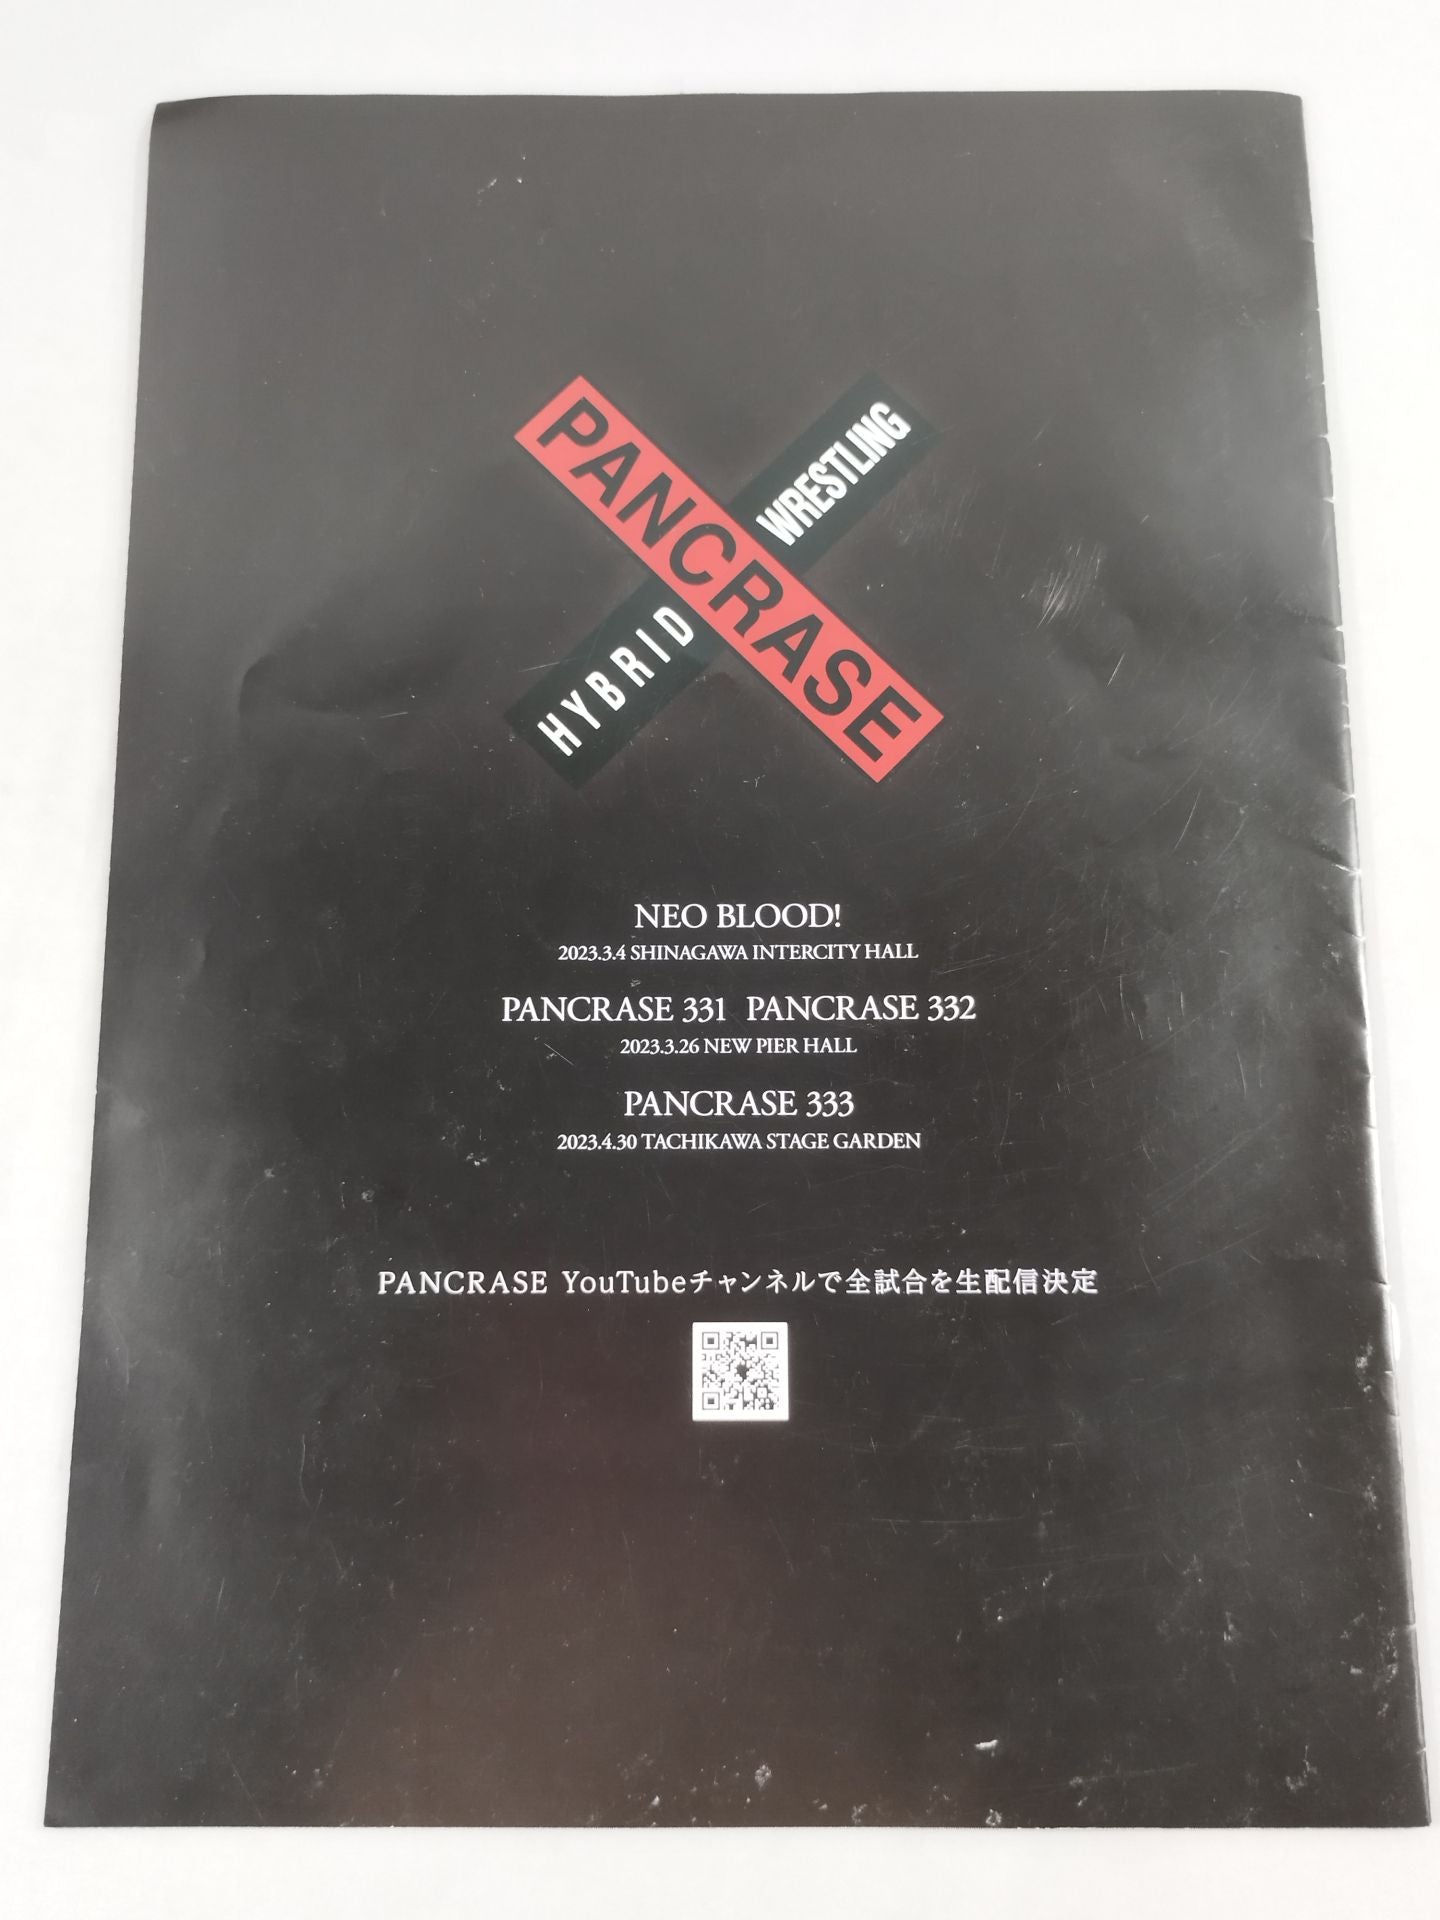 PANCRASE
HYBRID WRESTLING
NEO BLOOD!
2023.3.4 SHINAGAWA INTERCITY HALL
PANCRASE 331 PANCRASE 332
2023.3.26 NEW PIER HALL
PANCRASE 333
2023.4.30 TACHIKAWA STAGE GARDEN
PANCRASE YouTubeチャンネルで全試合を生配信決定